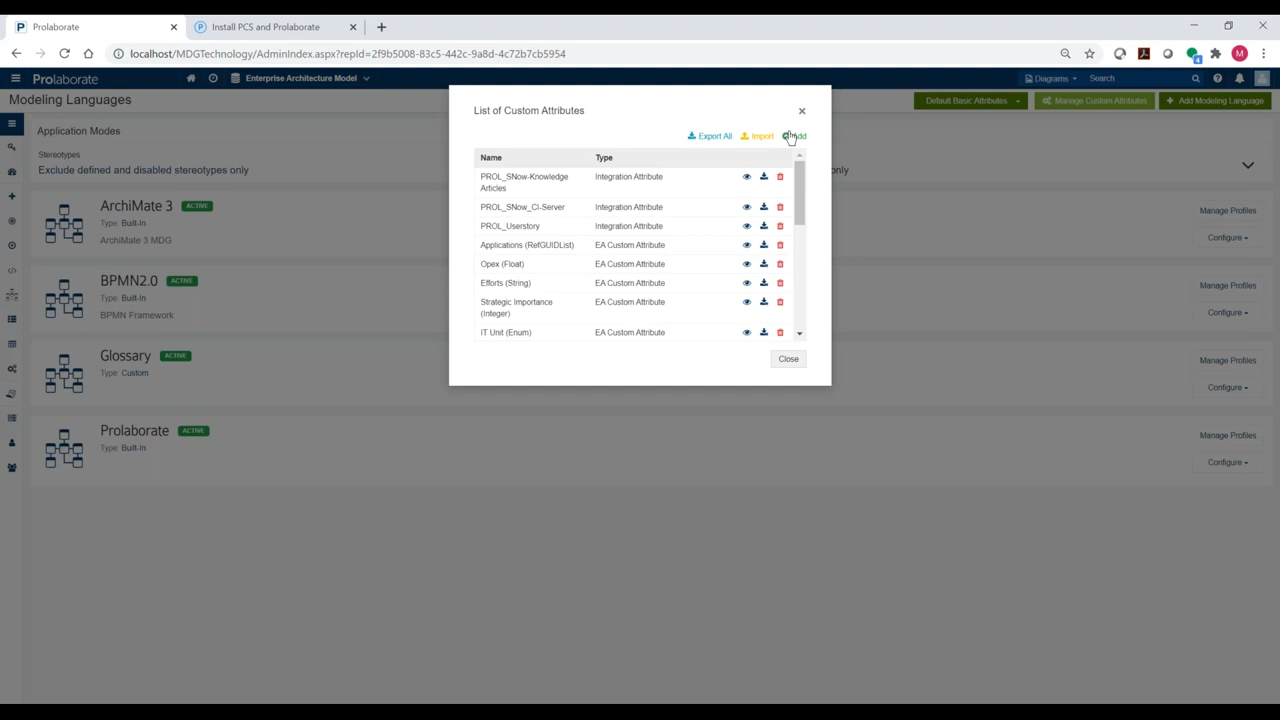 Prolaborate
Install PCS and Prolaborate
localhost/MDGTechnology/AdminIndex.aspx?repId=2f9b5008-83c5-442c-9a8d-4c72b7cb5954
M
4
Prolaborate
Enterprise Architecture Model
Diagrams
Search
Modeling Languages
Default Basic Attributes
Manage Custom Attributes
Add Modeling Language
Application Modes
Stereotypes
Exclude defined and disabled stereotypes only
only
ArchiMate 3 ACTIVE
Type: Built-In
ArchiMate 3 MDG
Manage Profiles
Configure
BPMN2.0 ACTIVE
Type: Built-In
BPMN Framework
Manage Profiles
Configure
Glossary ACTIVE
Type: Custom
Manage Profiles
Configure
Prolaborate ACTIVE
Type: Built-In
Manage Profiles
Configure
List of Custom Attributes
Export All Import
Name Type
PROL_SNow-Knowledge Integration Attribute
Articles
PROL_SNow_CI-Server Integration Attribute
PROL_Userstory Integration Attribute
Applications (RefGUIDList) EA Custom Attribute
Opex (Float) EA Custom Attribute
Efforts (String) EA Custom Attribute
Strategic Importance EA Custom Attribute
(Integer)
IT Unit (Enum) EA Custom Attribute
Close